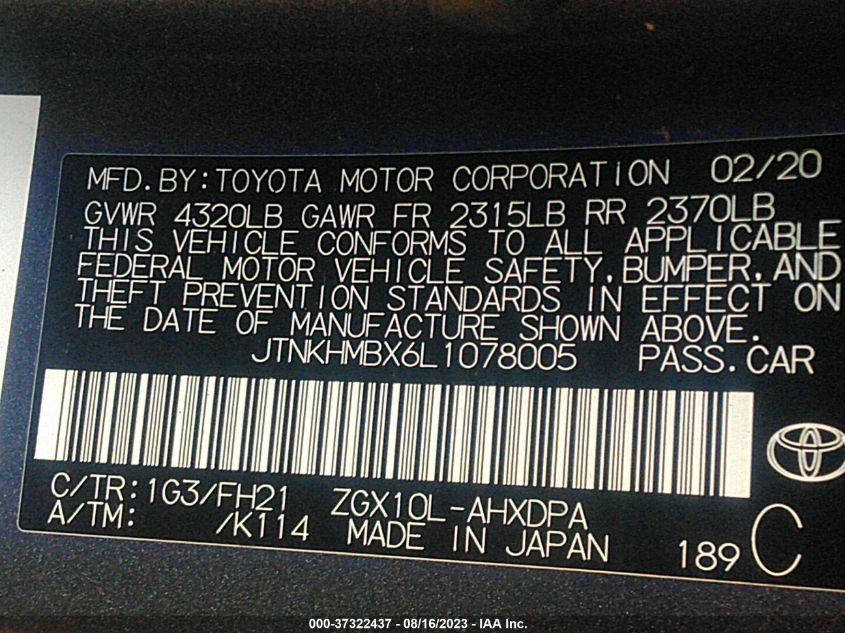 MFD.BY:TOYOTA MOTOR CORPORATION 02/20
GVWR 4320LB GAWR FR 2315LB RR 2370LB
THIS VEHICLE CONFORMS TO ALL APPLICABLE
FEDERAL MOTOR VEHICLE SAFETY,BUMPER,AND
THEFT PREVENTION STANDARDS IN EFFECT ON
THE DATE OF MANUFACTURE SHOWN ABOVE.
JTNKHMBX6L1078005 PASS.CAR
C/TR:1G3/FH21 ZGX10L-AHXDPA
A/TM: /K114 MADE IN JAPAN 189 C
000-37322437 - 08/16/2023 - IAA Inc.